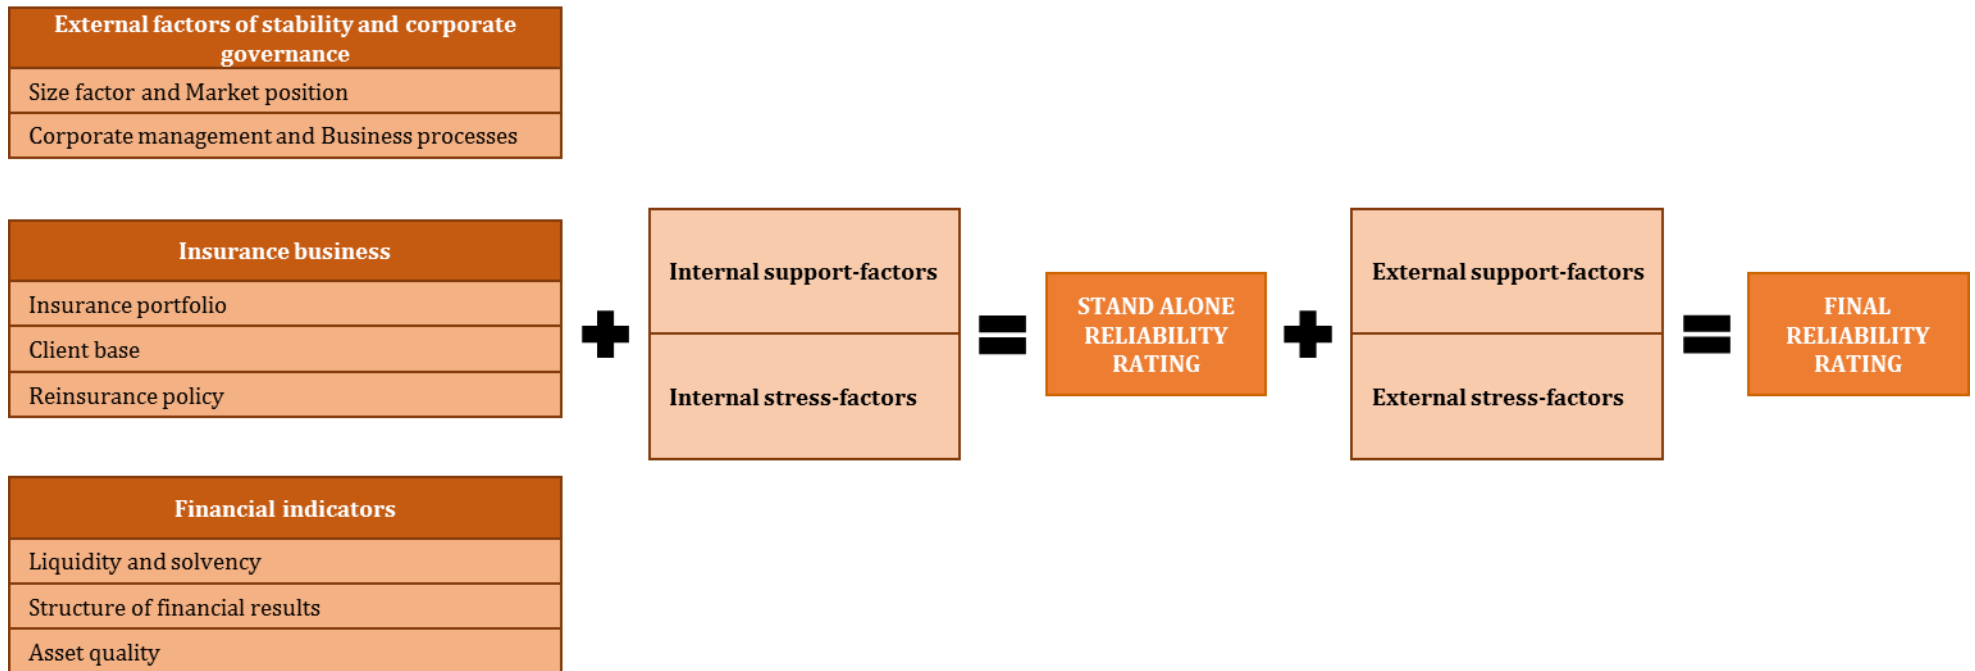 External factors of stability and corporate
governance
Size factor and Market position
Corporate management and Business processes
Insurance business
Insurance portfolio
Client base
Reinsurance policy
Financial indicators
Liquidity and solvency
Structure of financial results
Asset quality
Internal support-factors
Internal stress-factors
STAND ALONE
RELIABILITY
RATING
External support-factors
External stress-factors
FINAL
RELIABILITY
RATING